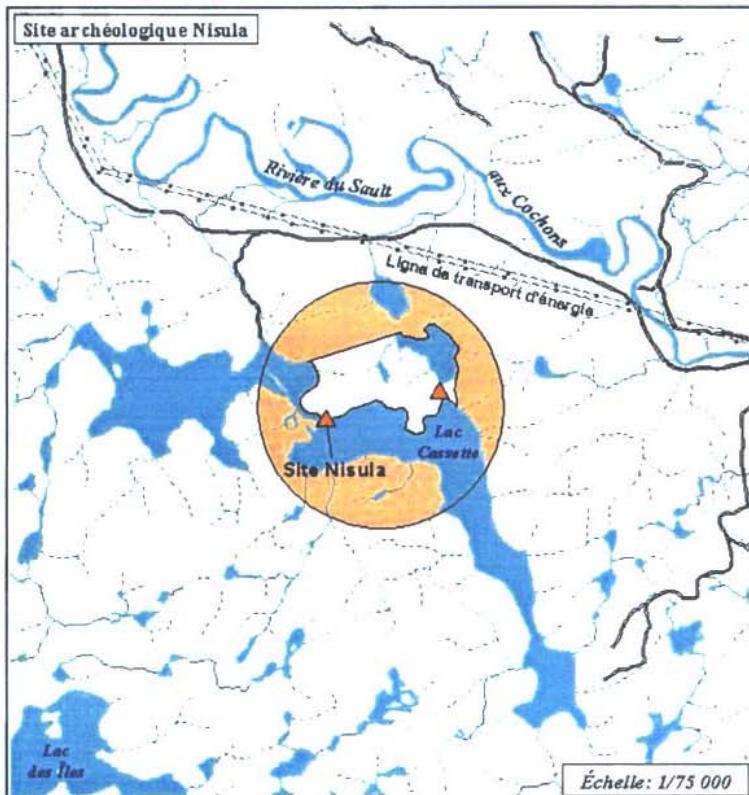 Site archéologique Nisula
Rivière du Sault
aux Cochons
Ligne de transport d'énergie
Lac
Cassette
Site Nisula
Lac
des Îles
Échelle: 1/75 000